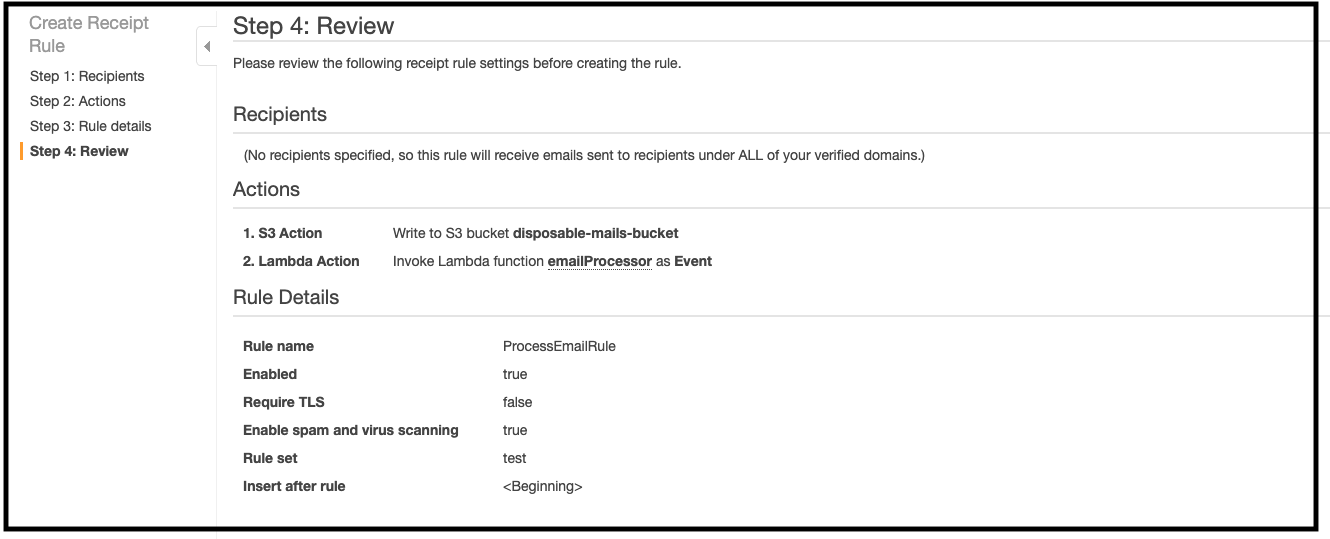 Create Receipt
Rule
Step 1: Recipients
Step 2: Actions
Step 3: Rule details
Step 4: Review
Step 4: Review
Please review the following receipt rule settings before creating the rule.
Recipients
(No recipients specified, so this rule will receive emails sent to recipients under ALL of your verified domains.)
Actions
1. S3 Action Write to S3 bucket disposable-mails-bucket
2. Lambda Action Invoke Lambda function emailProcessor as Event
Rule Details
Rule name ProcessEmailRule
Enabled true
Require TLS false
Enable spam and virus scanning true
Rule set test
Insert after rule <Beginning>